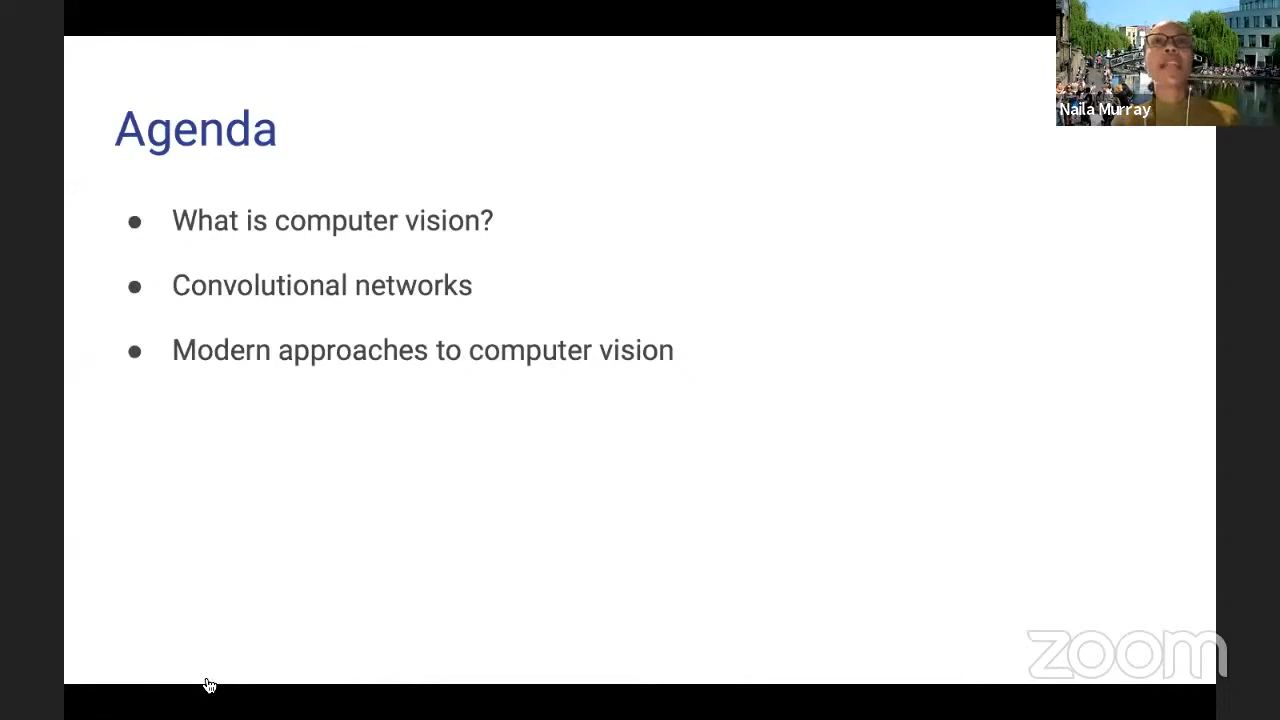 Agenda
Naila Murray
● What is computer vision?
● Convolutional networks
● Modern approaches to computer vision
zoom